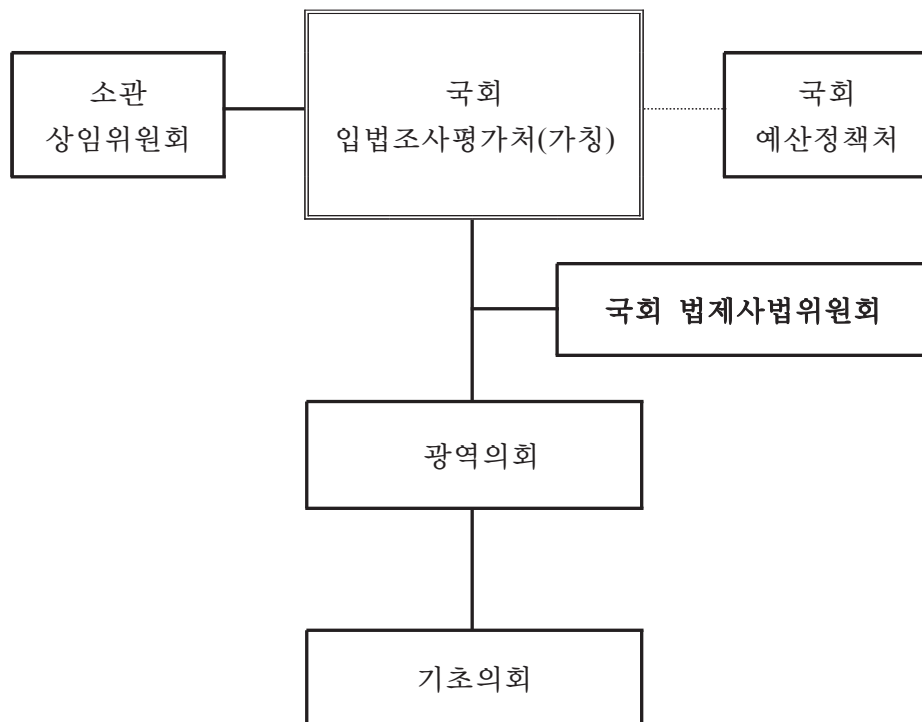 소관
상임위원회
국회
입법조사평가처(가칭)
국회
예산정책처
국회 법제사법위원회
광역의회
기초의회